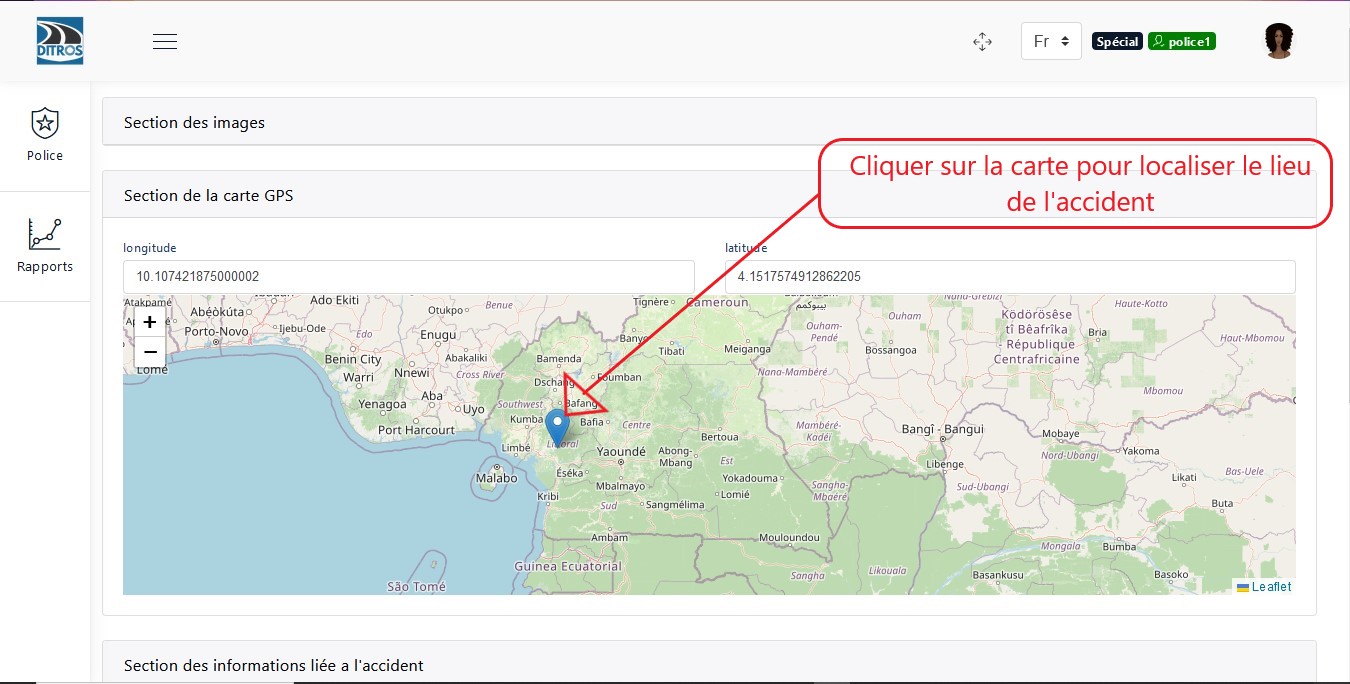 DITROS
Fr
Spécial
police1
Police
Rapports
Section des images
Cliquer sur la carte pour localiser le lieu
de l'accident
Section de la carte GPS
longitude
latitude
10.107421875000002
4.1517574912862205
+
−
Atakpamé
Abéòkúta
Porto-Novo
Ijebu-Ode
Lomé
Ado Ekiti
Edo
Benin City
Warri
Yenagoa
Port Harcourt
Otukpo
Benue
Enugu
Abakaliki
Nnewi
Cross River
Aba
Uyo
Southwest
Kumba
Limbé
Malabo
São Tomé
Tignère
Cameroun
Banyo
Tibati
Meiganga
Bamenda
Dschang
Foumban
Bafang
Bafia
Centre
Littoral
Yaoundé
Abong-
Mbang
Bertoua
Est
Yokadouma
Lomié
Éséka
Mbalmayo
Kribi
Sud
Sangmélima
Ambam
Mouloundou
Guinea Ecuatorial
Ouham-
Pendé
Ouham
Nana-Grebizi
Bossangoa
Nana-Mambéré
Mambéré-
Kadéi
Sangha-
Mbaéré
Sangha
Likouala
Ködörösêse
tî Bêafrîka
- République
Centrafricaine
Bria
Haute-Kotto
Haut-Mbomou
Mbomou
Bangî - Bangui
Libenge
Mobaye
Nord-Ubangi
Yakoma
Sud-Ubangi
Bas-Uele
Likati
Buta
Mongala
Bumba
Basankusu
Basoko
Leaflet
Section des informations liée a l'accident